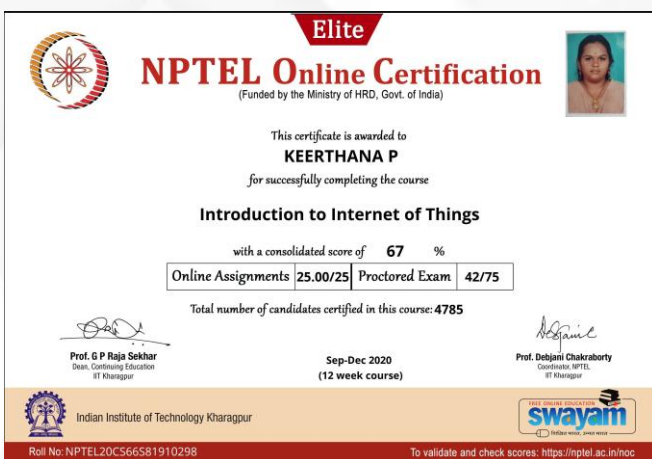 Elite
NPTEL Online Certification
(Funded by the Ministry of HRD, Govt. of India)
This certificate is awarded to
KEERTHANA P
for successfully completing the course
Introduction to Internet of Things
with a consolidated score of 67 %
Online Assignments 25.00/25 Proctored Exam 42/75
Total number of candidates certified in this course: 4785
Prof. G P Raja Sekhar
Dean, Continuing Education
IIT Kharagpur
Sep-Dec 2020
(12 week course)
Prof. Debjani Chakraborty
Coordinator, NPTEL
IIT Kharagpur
Indian Institute of Technology Kharagpur
FREE ONLINE EDUCATION
swayam
शिक्षित भारत, उन्नत भारत
Roll No: NPTEL20CS66S81910298
To validate and check scores: https://nptel.ac.in/noc